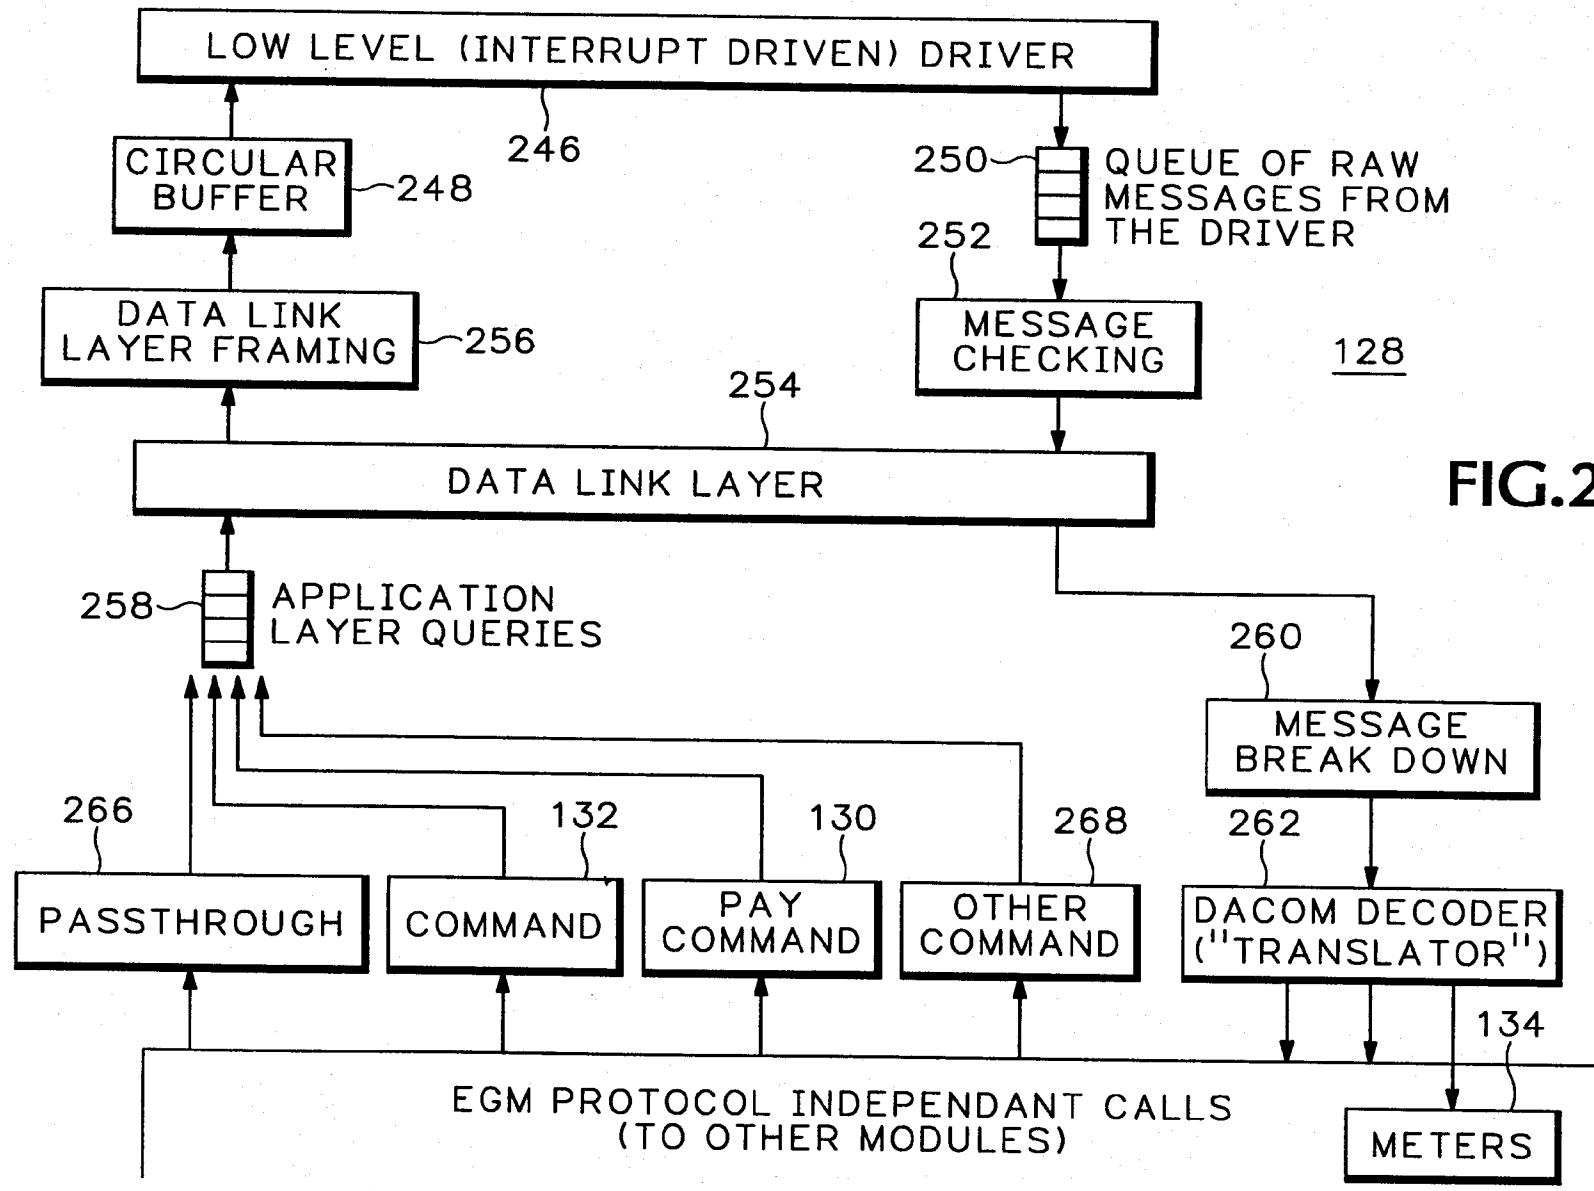 LOW LEVEL (INTERRUPT DRIVEN) DRIVER
246
CIRCULAR
BUFFER
248
250
QUEUE OF RAW
MESSAGES FROM
THE DRIVER
252
DATA LINK
LAYER FRAMING
256
MESSAGE
CHECKING
128
254
DATA LINK LAYER
FIG.2
258
APPLICATION
LAYER QUERIES
260
MESSAGE
BREAK DOWN
266
132
130
268
262
PASSTHROUGH
COMMAND
PAY
COMMAND
OTHER
COMMAND
DACOM DECODER
("TRANSLATOR")
134
EGM PROTOCOL INDEPENDANT CALLS
(TO OTHER MODULES)
METERS